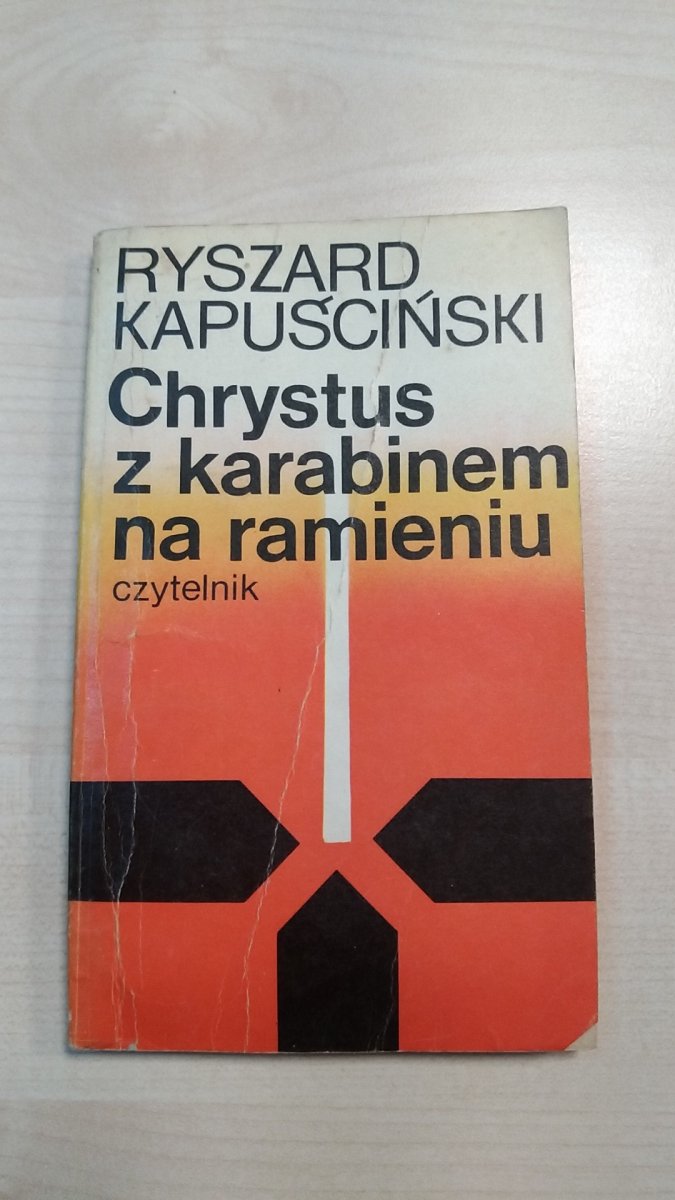 RYSZARD
KAPUŚCIŃSKI
Chrystus
z karabinem
na ramieniu
czytelnik